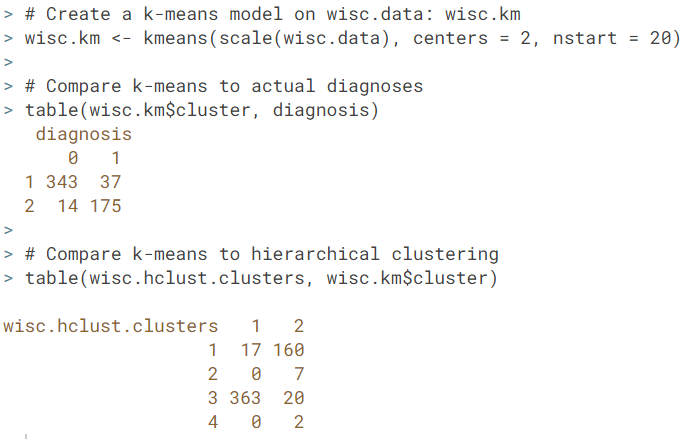 > # Create a k-means model on wisc.data: wisc.km
> wisc.km <- kmeans(scale(wisc.data), centers = 2, nstart = 20)
>
> # Compare k-means to actual diagnoses
> table(wisc.km$cluster, diagnosis)
   diagnosis
      0   1
  1 343  37
  2  14 175
>
> # Compare k-means to hierarchical clustering
> table(wisc.hclust.clusters, wisc.km$cluster)
wisc.hclust.clusters   1   2
                   1  17 160
                   2   0   7
                   3 363  20
                   4   0   2